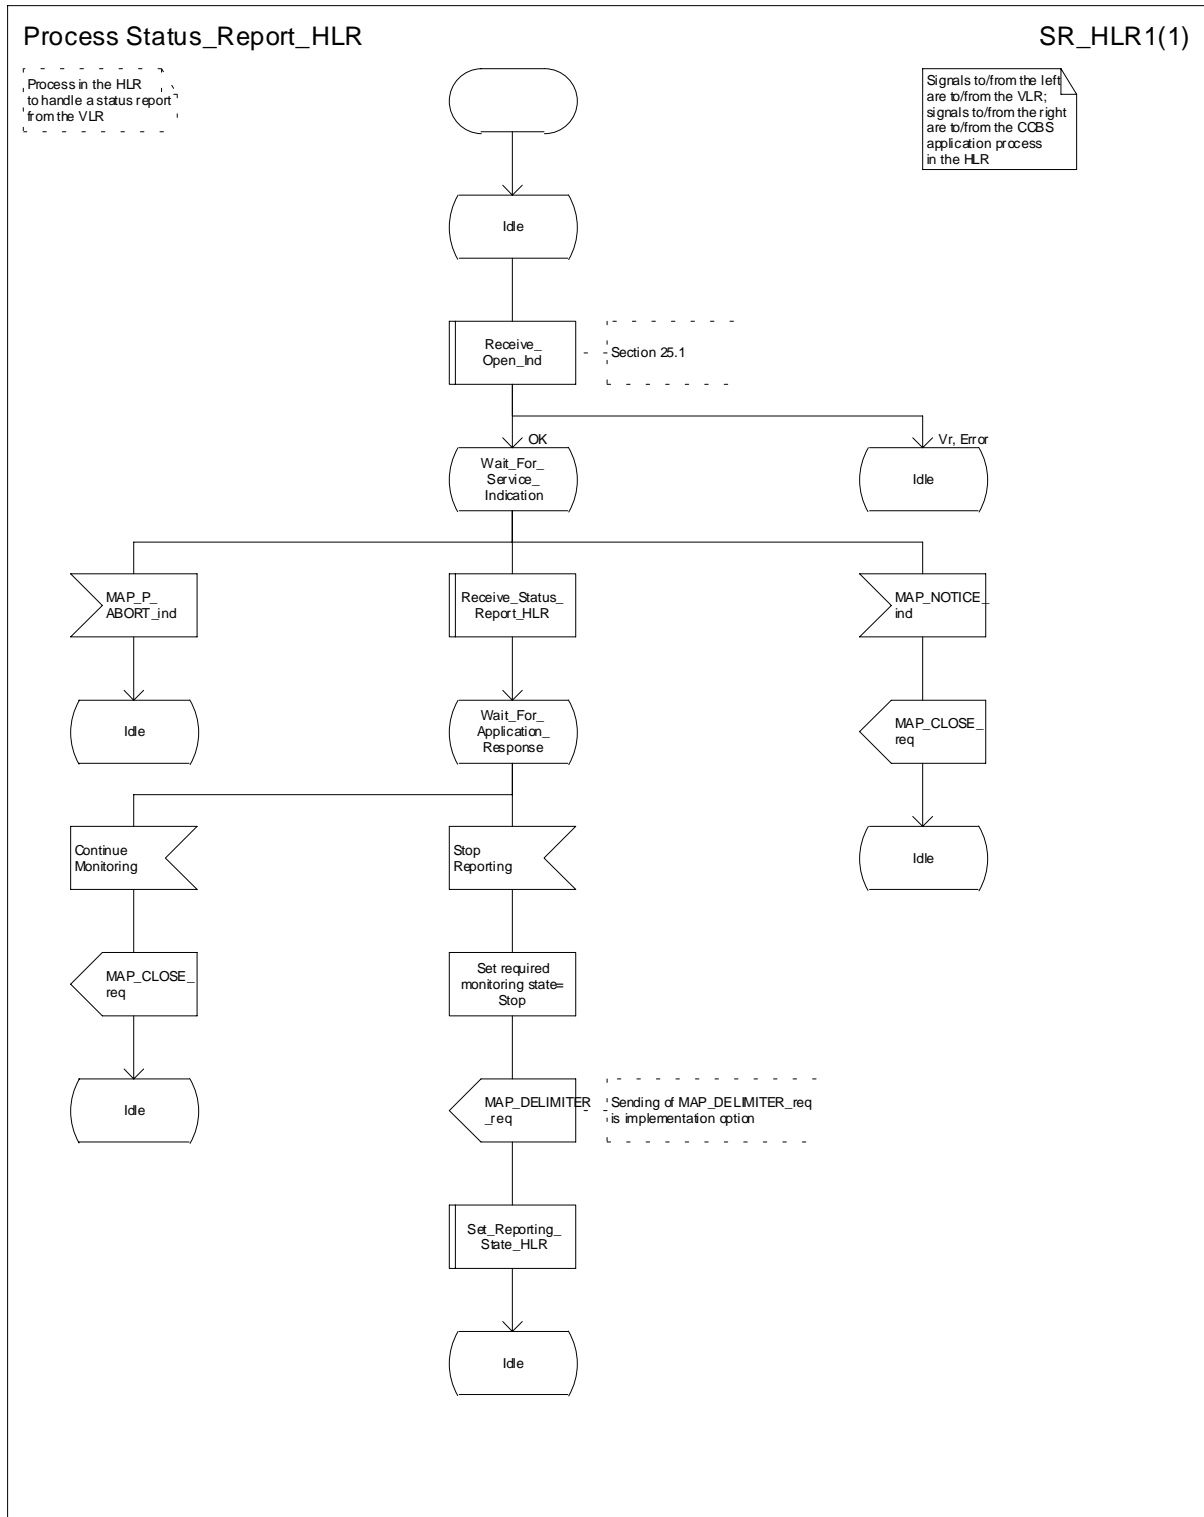 Process Status_Report_HLR
SR_HLR1(1)
Process in the HLR
to handle a status report
from the VLR
Signals to/from the left
are to/from the VLR;
signals to/from the right
are to/from the CCBS
application process
in the HLR
Idle
Receive_
Open_Ind
Section 25.1
OK
Vr, Error
Wait_For_
Service_
Indication
Idle
MAP_P_
ABORT_ind
Receive_Status_
Report_HLR
MAP_NOTICE_
ind
Idle
Wait_For_
Application_
Response
MAP_CLOSE_
req
Continue
Monitoring
Stop
Reporting
Idle
MAP_CLOSE_
req
Set required
monitoring state=
Stop
Idle
MAP_DELIMITER
_req
Sending of MAP_DELIMITER_req
is implementation option
Set_Reporting_
State_HLR
Idle